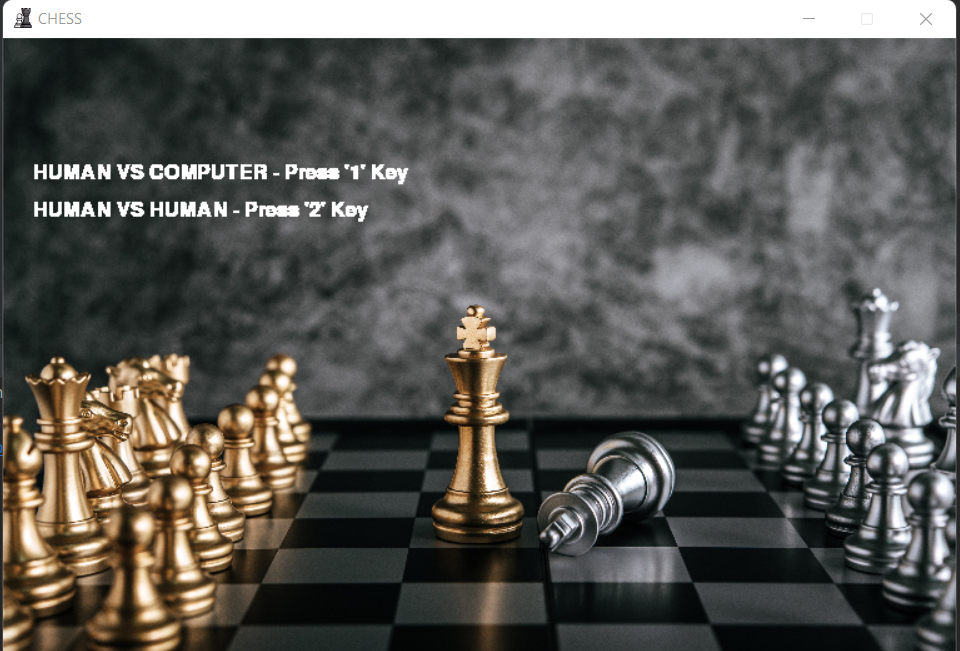 CHESS
HUMAN VS COMPUTER - Press '1' Key
HUMAN VS HUMAN - Press '2' Key